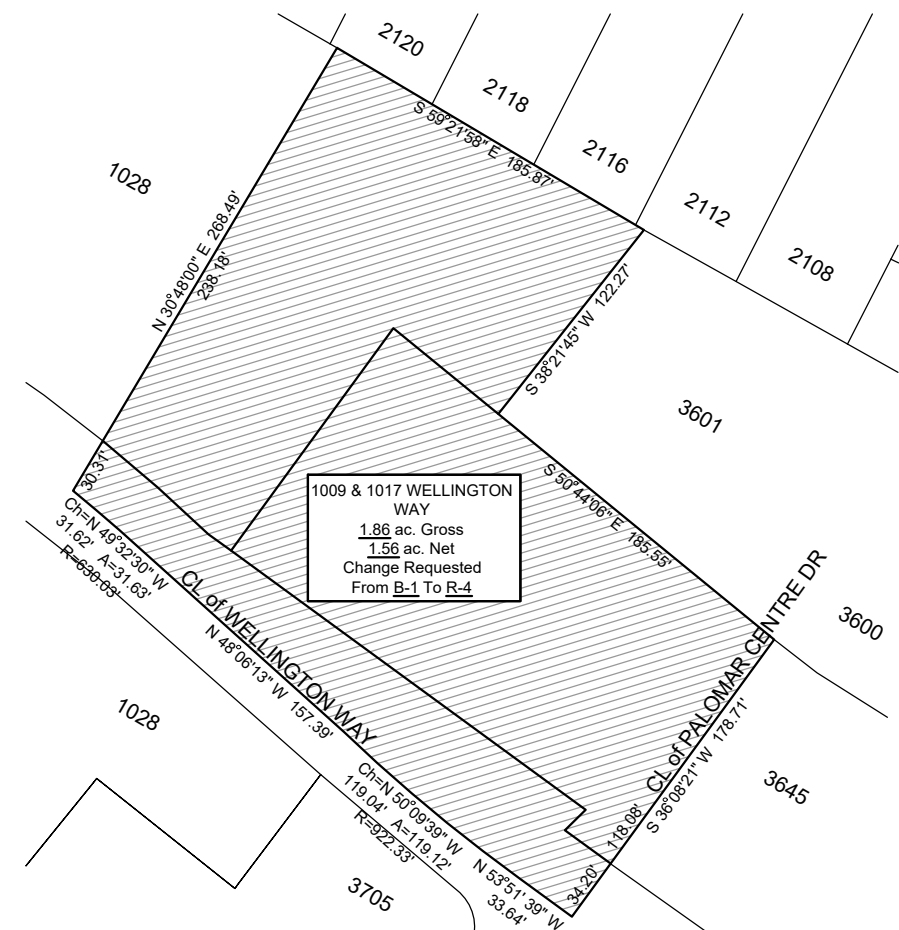 2120
2118
2116
2112
2108
S 59°21'58" E 185.87'
1028
N 30°48'00" E 268.49'
238.18'
S 38°21'45" W 122.27'
3601
S 50°44'06" E 185.55'
30.31'
1009 & 1017 WELLINGTON
WAY
1.86 ac. Gross
1.56 ac. Net
Change Requested
From B-1 To R-4
Ch=N 49°32'30" W
31.62' A=31.63'
R=630.03'
CL of WELLINGTON WAY
N 48°06'13" W 157.39'
CL of PALOMAR CENTRE DR
S 36°08'21" W 178.71'
3600
3645
1028
Ch=N 50°09'39" W
119.04' A=119.12'
R=922.33'
118.08'
34.20'
N 53°51' 39" W
33.64'
3705